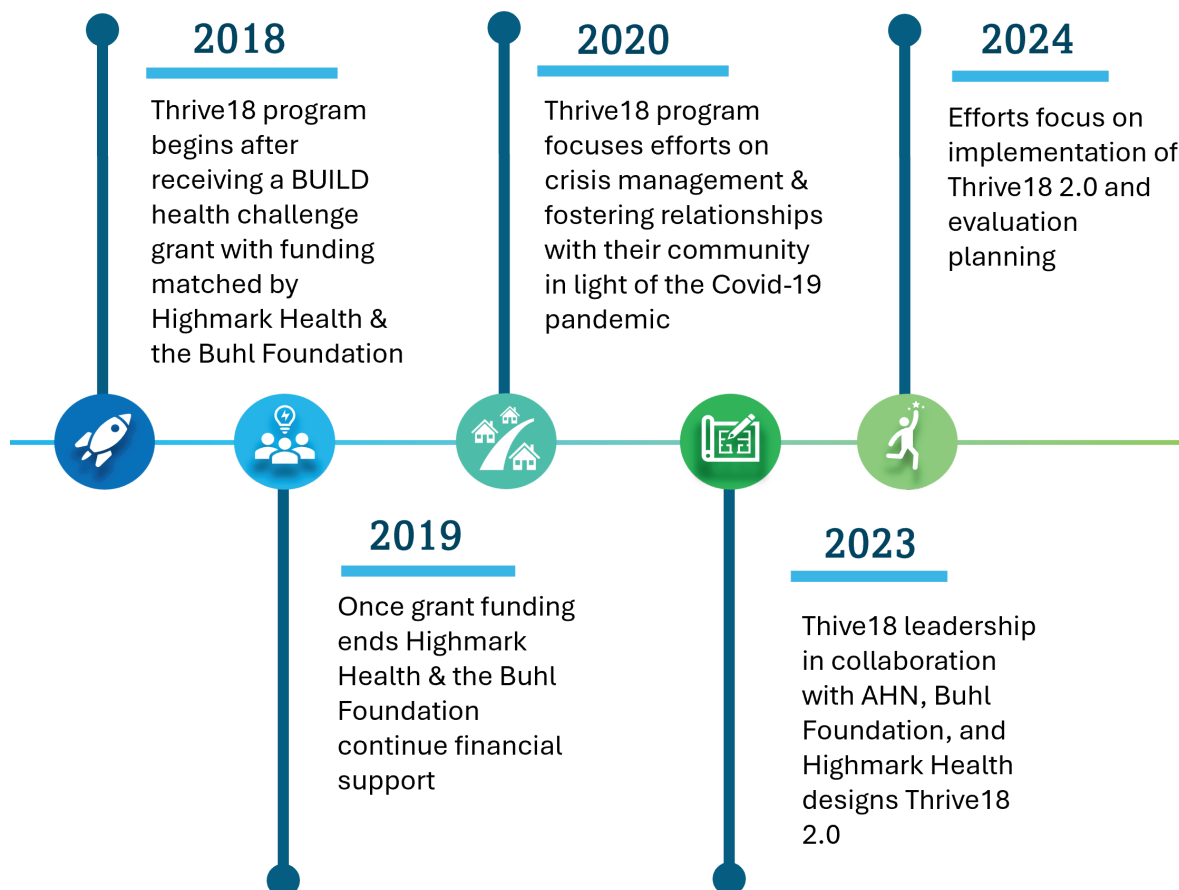 2018
Thrive18 program
begins after
receiving a BUILD
health challenge
grant with funding
matched by
Highmark Health &
the Buhl Foundation
2019
Once grant funding
ends Highmark
Health & the Buhl
Foundation
continue financial
support
2020
Thrive18 program
focuses efforts on
crisis management &
fostering relationships
with their community
in light of the Covid-19
pandemic
2023
Thive18 leadership
in collaboration
with AHN, Buhl
Foundation, and
Highmark Health
designs Thrive18
2.0
2024
Efforts focus on
implementation of
Thrive18 2.0 and
evaluation
planning